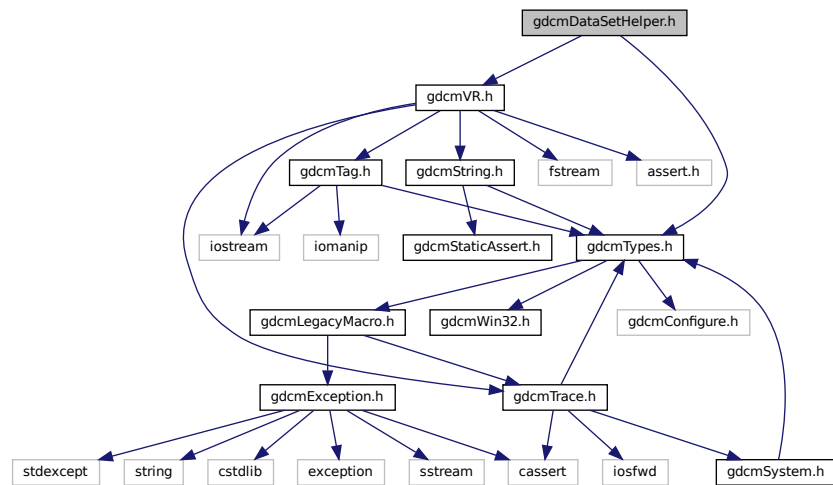 gdcmDataSetHelper.h
gdcmVR.h
gdcmTag.h
gdcmString.h
fstream
assert.h
iostream
iomanip
gdcmStaticAssert.h
gdcmTypes.h
gdcmLegacyMacro.h
gdcmWin32.h
gdcmConfigure.h
gdcmException.h
gdcmTrace.h
stdexcept
string
cstdlib
exception
sstream
cassert
iosfwd
gdcmSystem.h